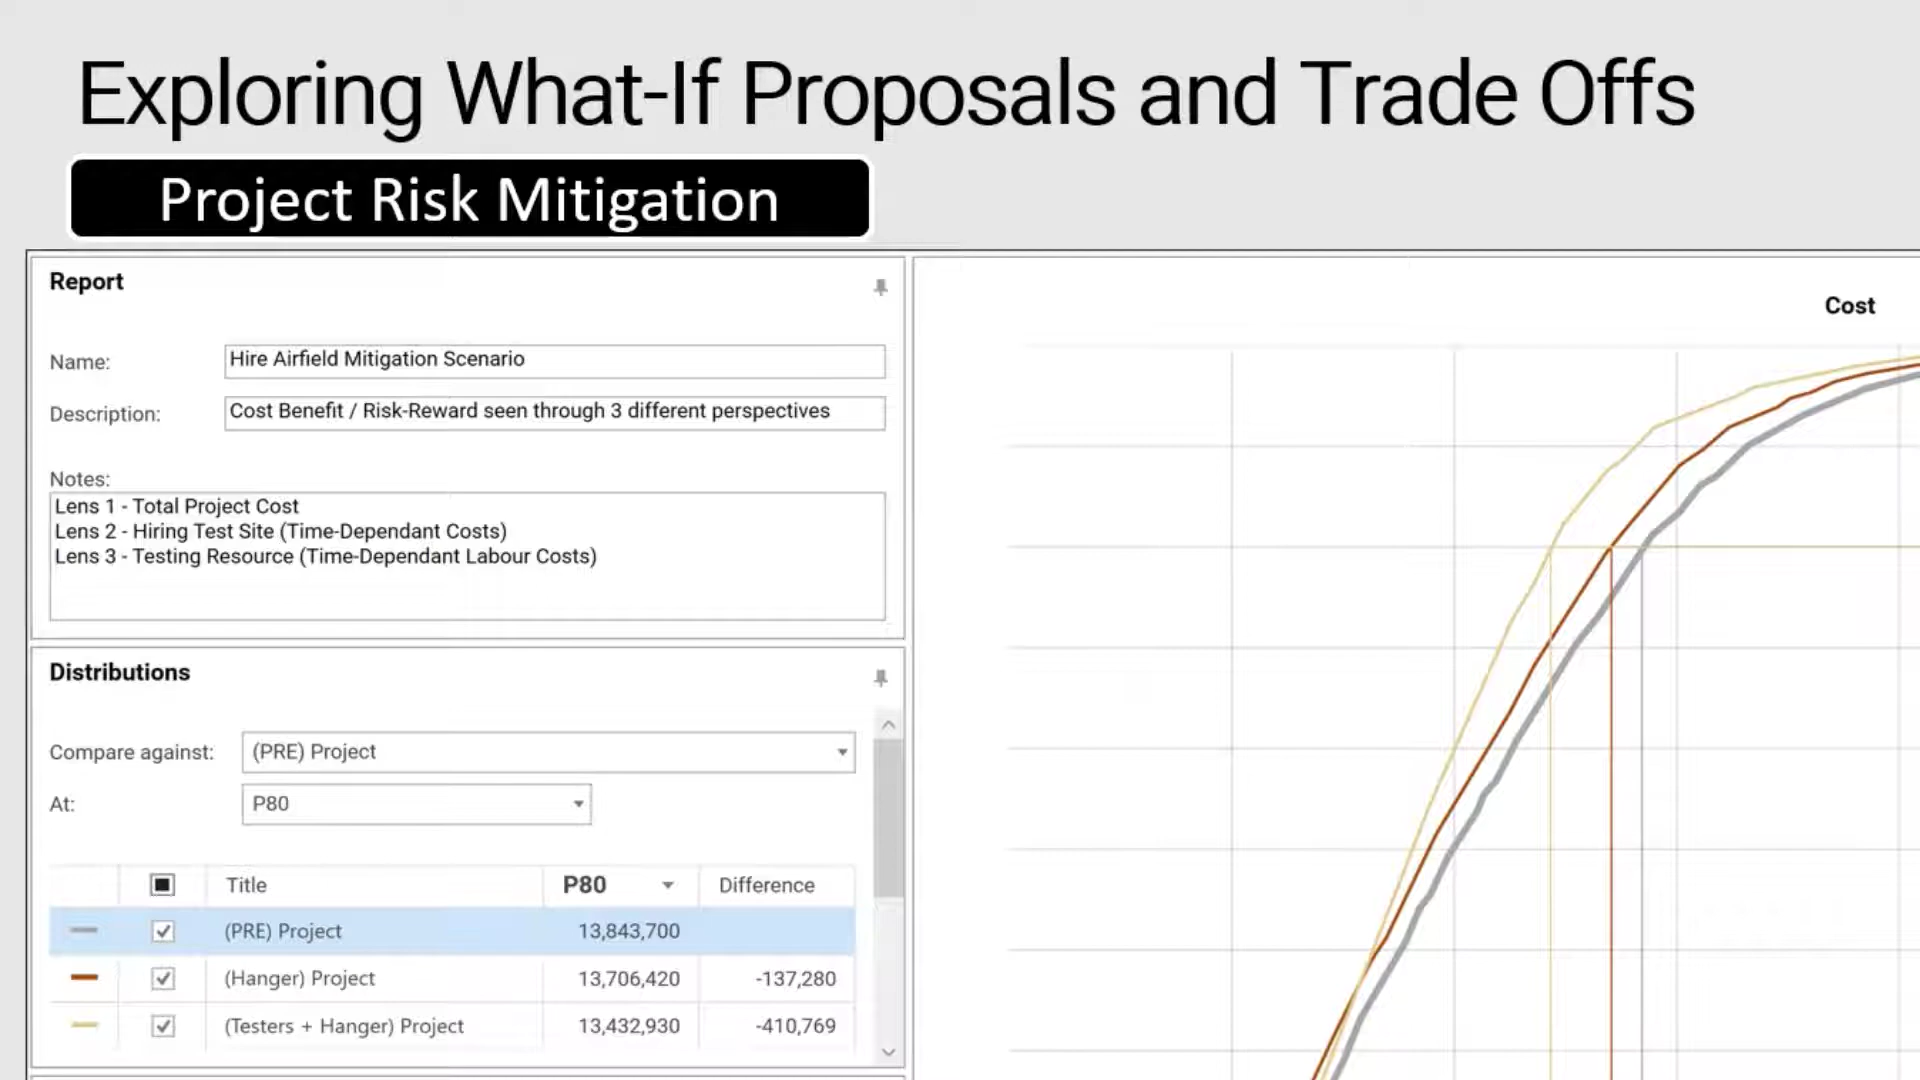 Exploring What-If Proposals and Trade Offs
Project Risk Mitigation
Report
Name: Hire Airfield Mitigation Scenario
Description: Cost Benefit / Risk-Reward seen through 3 different perspectives
Notes:
Lens 1 - Total Project Cost
Lens 2 - Hiring Test Site (Time-Dependant Costs)
Lens 3 - Testing Resource (Time-Dependant Labour Costs)
Distributions
Compare against: (PRE) Project
At: P80
Title P80 Difference
(PRE) Project 13,843,700
(Hanger) Project 13,706,420 -137,280
(Testers + Hanger) Project 13,432,930 -410,769
Cost